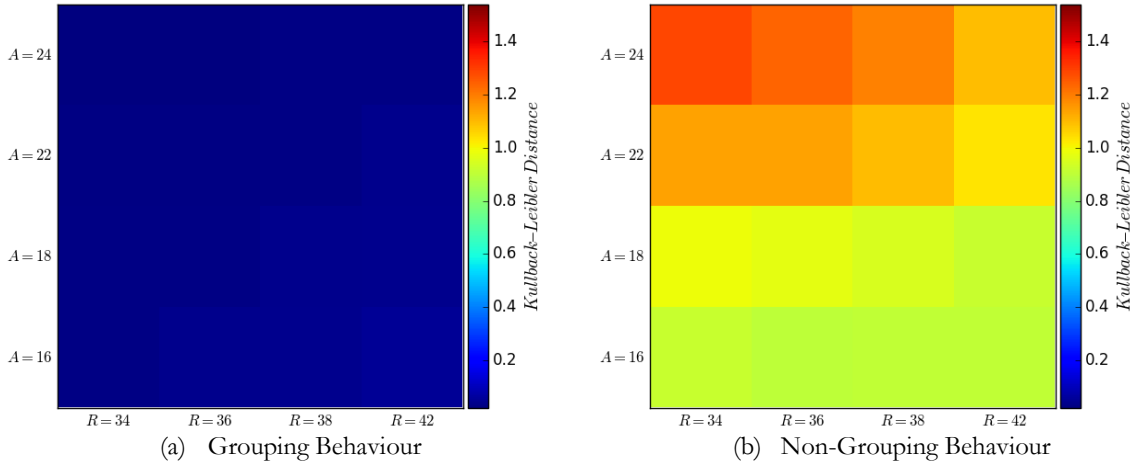 A = 24
A = 22
A = 18
A = 16
R = 34
R = 36
R = 38
R = 42
1.4
1.2
1.0
0.8
0.6
0.4
0.2
Kullback–Leibler Distance
(a) Grouping Behaviour
A = 24
A = 22
A = 18
A = 16
R = 34
R = 36
R = 38
R = 42
1.4
1.2
1.0
0.8
0.6
0.4
0.2
Kullback–Leibler Distance
(b) Non-Grouping Behaviour